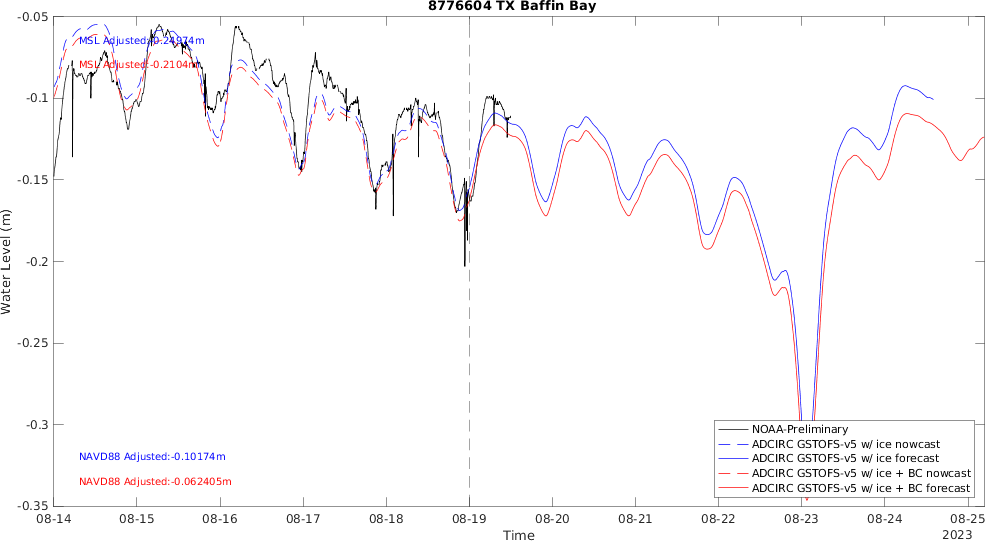 8776604 TX Baffin Bay
-0.05
MSL Adjusted:-0.24974m
MSL Adjusted:-0.2104m
-0.1
-0.15
-0.2
-0.25
-0.3
-0.35
Water Level (m)
NAVD88 Adjusted:-0.10174m
NAVD88 Adjusted:-0.062405m
NOAA-Preliminary
ADCIRC GSTOFS-v5 w/ ice nowcast
ADCIRC GSTOFS-v5 w/ ice forecast
ADCIRC GSTOFS-v5 w/ ice + BC nowcast
ADCIRC GSTOFS-v5 w/ ice + BC forecast
08-14 08-15 08-16 08-17 08-18 08-19 08-20 08-21 08-22 08-23 08-24 08-25
Time
2023